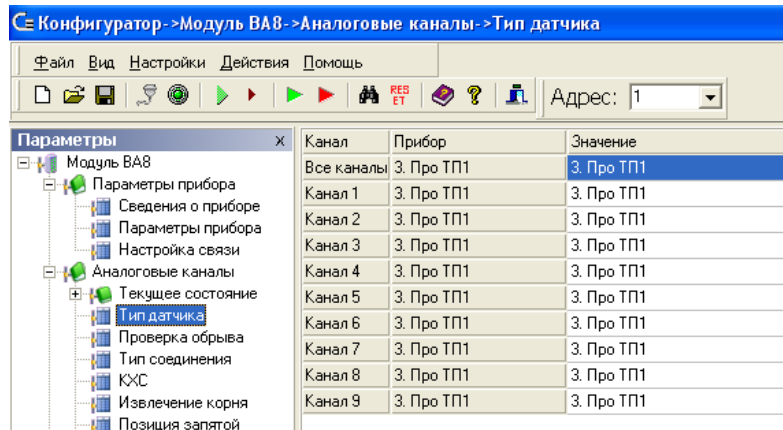 Конфигуратор->Модуль BA8->Аналоговые каналы->Тип датчика
Файл Вид Настройки Действия Помощь
RES ET Адрес: 1
Параметры x
Модуль BA8
Параметры прибора
Сведения о приборе
Параметры прибора
Настройка связи
Аналоговые каналы
Текущее состояние
Тип датчика
Проверка обрыва
Тип соединения
КХС
Извлечение корня
Позиция запятой
Канал Прибор Значение
Все каналы 3. Про ТП1 3. Про ТП1
Канал 1 3. Про ТП1 3. Про ТП1
Канал 2 3. Про ТП1 3. Про ТП1
Канал 3 3. Про ТП1 3. Про ТП1
Канал 4 3. Про ТП1 3. Про ТП1
Канал 5 3. Про ТП1 3. Про ТП1
Канал 6 3. Про ТП1 3. Про ТП1
Канал 7 3. Про ТП1 3. Про ТП1
Канал 8 3. Про ТП1 3. Про ТП1
Канал 9 3. Про ТП1 3. Про ТП1